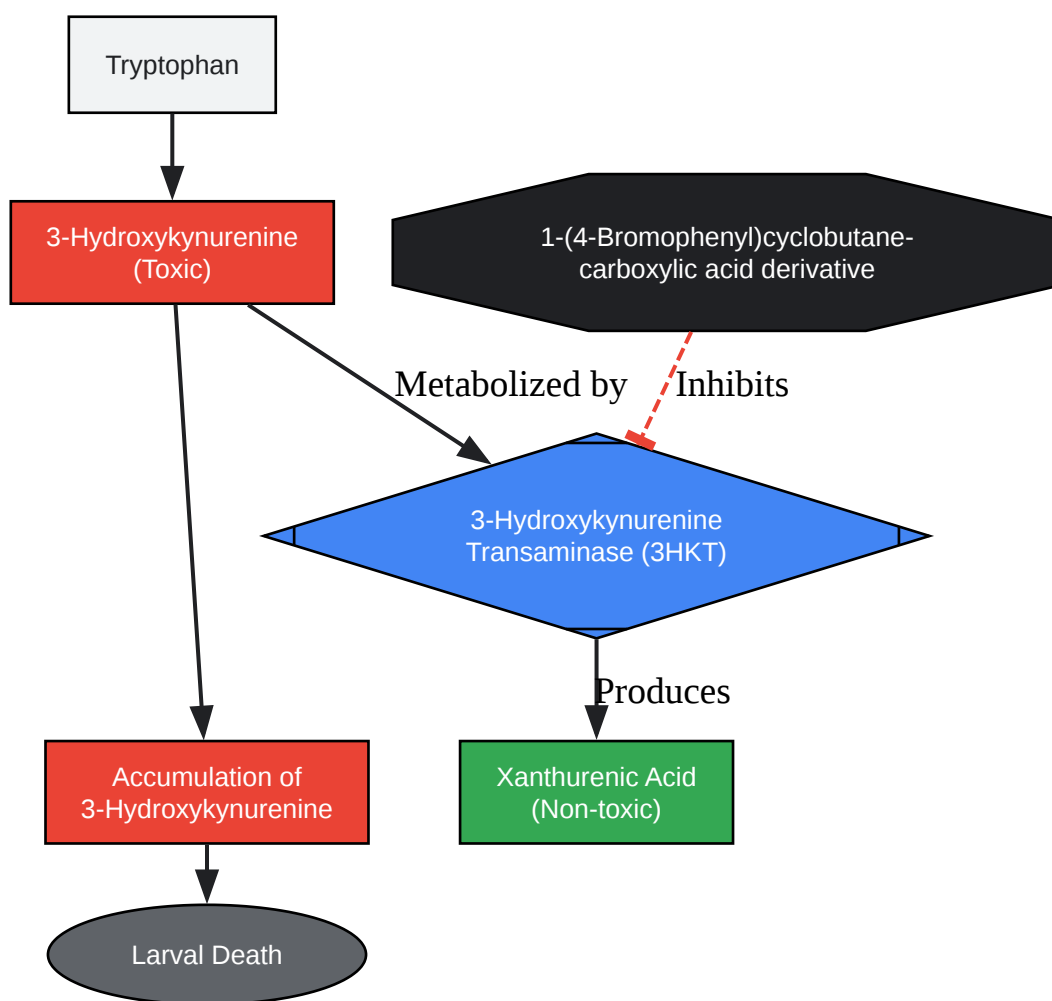 Tryptophan
3-Hydroxykynurenine
(Toxic)
1-(4-Bromophenyl)cyclobutane-
carboxylic acid derivative
Metabolized by
Inhibits
3-Hydroxykynurenine
Transaminase (3HKT)
Produces
Accumulation of
3-Hydroxykynurenine
Xanthurenic Acid
(Non-toxic)
Larval Death